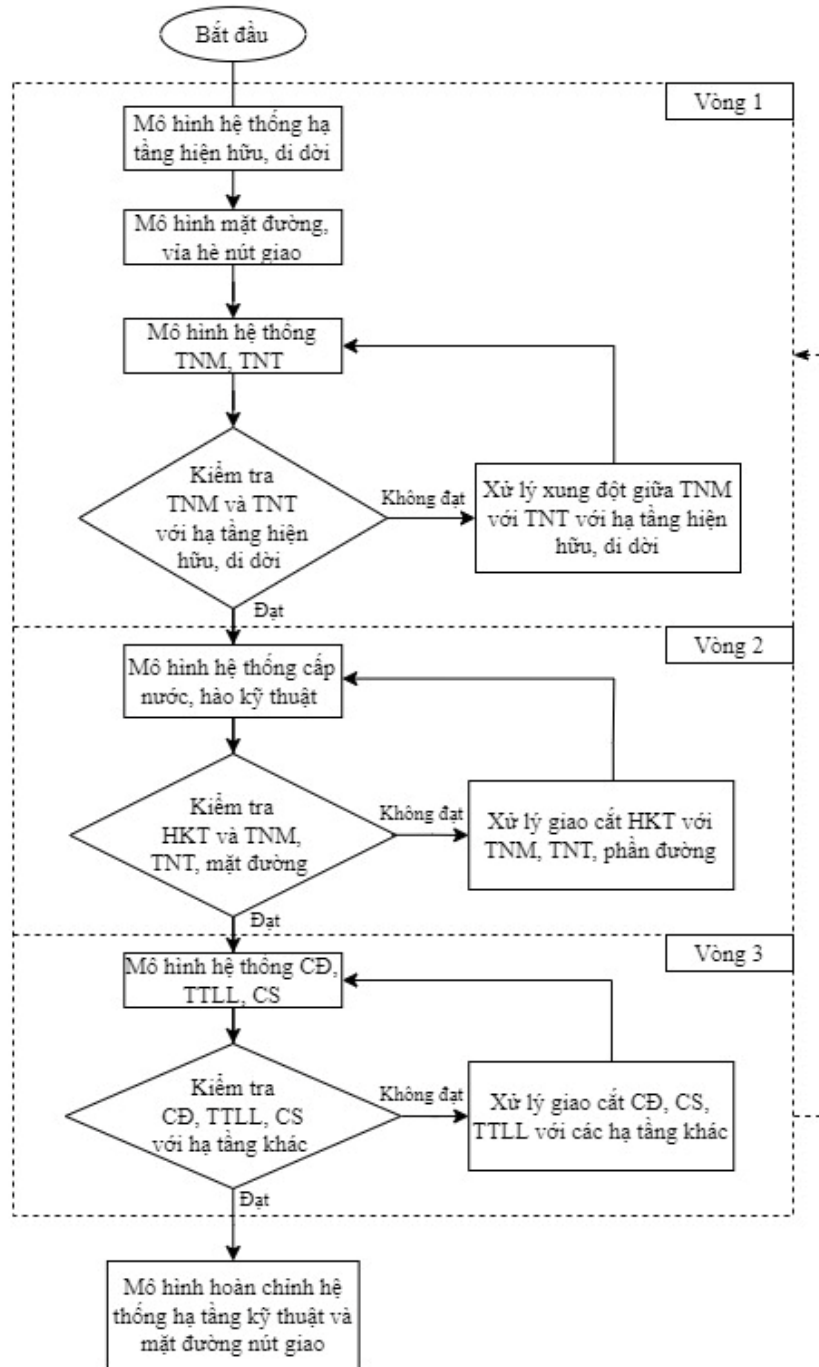 Bắt đầu
Vòng 1
Mô hình hệ thống hạ
tầng hiện hữu, di dời
Mô hình mặt đường,
vỉa hè nút giao
Mô hình hệ thống
TNM, TNT
Kiểm tra
TNM và TNT
với hạ tầng hiện
hữu, di dời
Không đạt
Xử lý xung đột giữa TNM
với TNT với hạ tầng hiện
hữu, di dời
Đạt
Vòng 2
Mô hình hệ thống cấp
nước, hào kỹ thuật
Kiểm tra
HKT và TNM,
TNT, mặt đường
Không đạt
Xử lý giao cắt HKT với
TNM, TNT, phần đường
Đạt
Vòng 3
Mô hình hệ thống CĐ,
TTLL, CS
Kiểm tra
CĐ, TTLL, CS
với hạ tầng khác
Không đạt
Xử lý giao cắt CĐ, CS,
TTLL với các hạ tầng khác
Đạt
Mô hình hoàn chỉnh hệ
thống hạ tầng kỹ thuật và
mặt đường nút giao